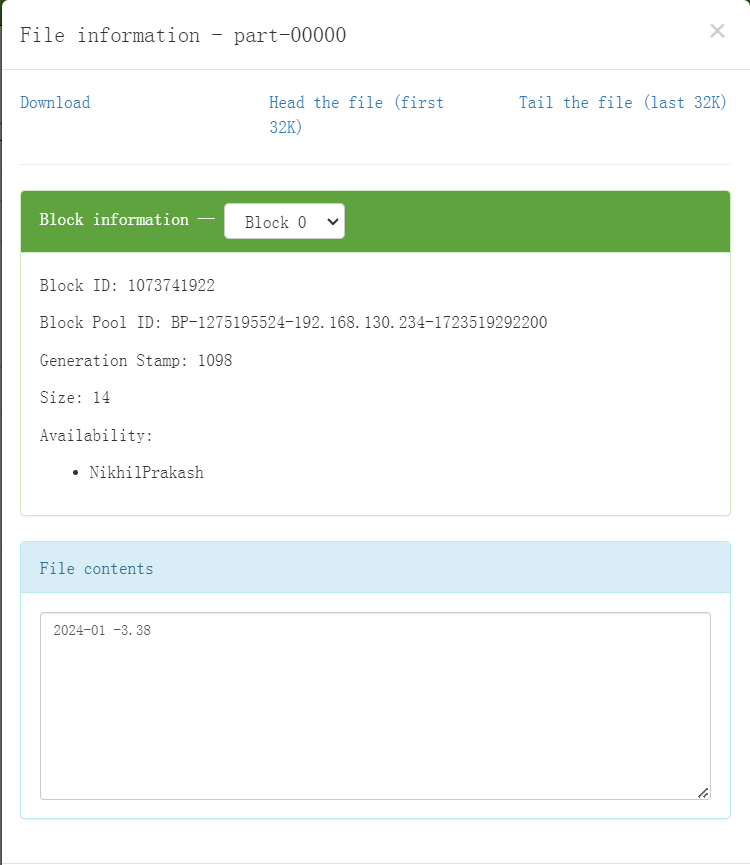 File information - part-00000
×
Download
Head the file (first
32K)
Tail the file (last 32K)
Block information --
Block 0
Block ID: 1073741922
Block Pool ID: BP-1275195524-192.168.130.234-1723519292200
Generation Stamp: 1098
Size: 14
Availability:
• NikhilPrakash
File contents
2024-01 -3.38